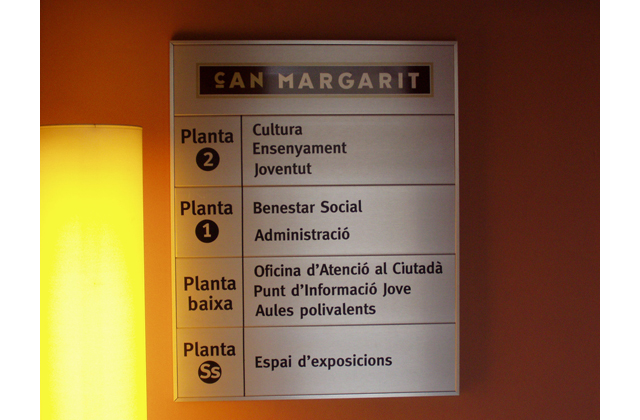 CAN MARGARIT
Planta 2
Cultura
Ensenyament
Joventut
Planta 1
Benestar Social
Administració
Planta baixa
Oficina d'Atenció al Ciutadà
Punt d'Informació Jove
Aules polivalents
Planta Ss
Espai d'exposicions